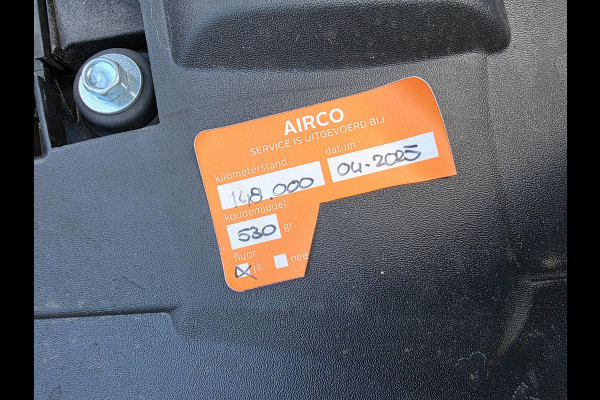 AIRCO
SERVICE IS UITGEVOERD BIJ
kilometerstand : datum :
148.000 04-2025
koudemiddel:
530 gr.
fluor
ja nee